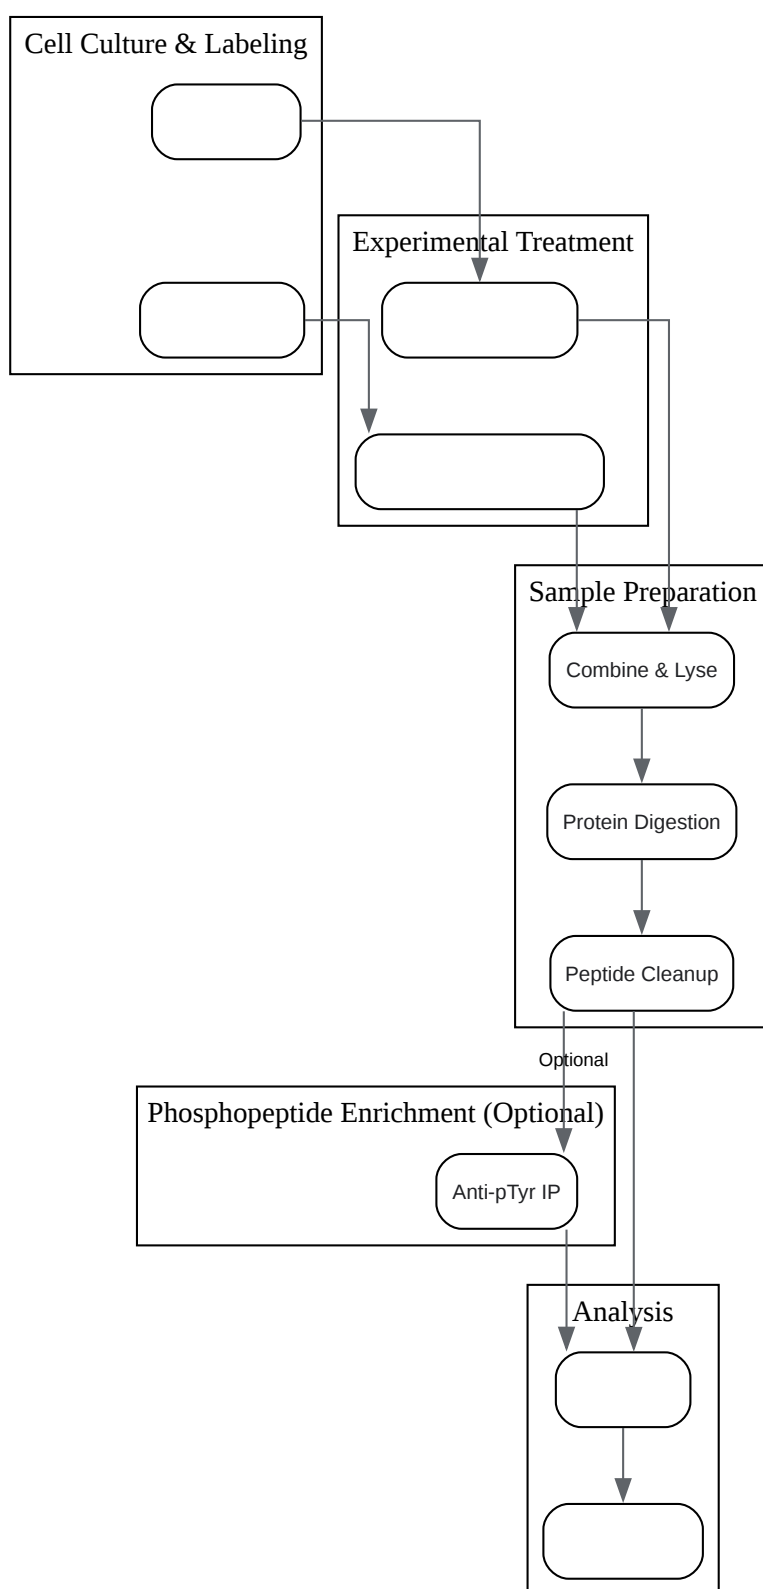 Cell Culture & Labeling
Experimental Treatment
Sample Preparation
Combine & Lyse
Protein Digestion
Peptide Cleanup
Optional
Phosphopeptide Enrichment (Optional)
Anti-pTyr IP
Analysis